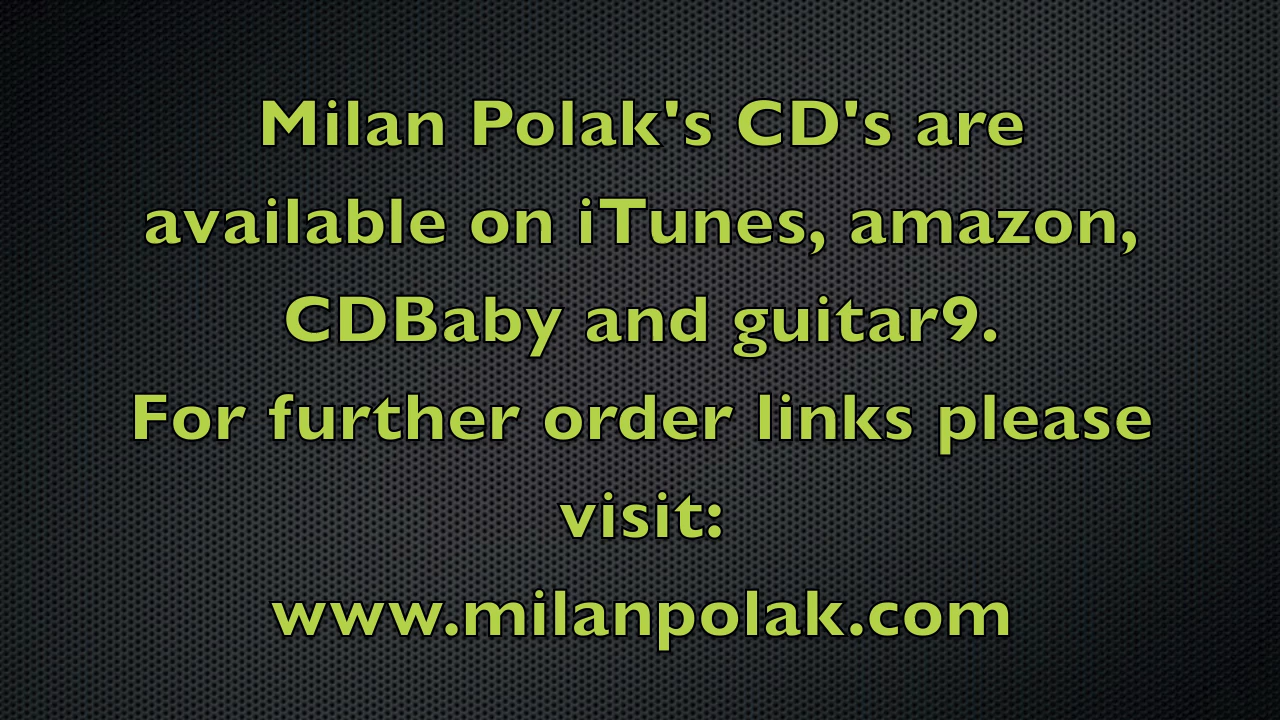 Milan Polak's CD's are
available on iTunes, amazon,
CDBaby and guitar9.
For further order links please
visit:
www.milanpolak.com